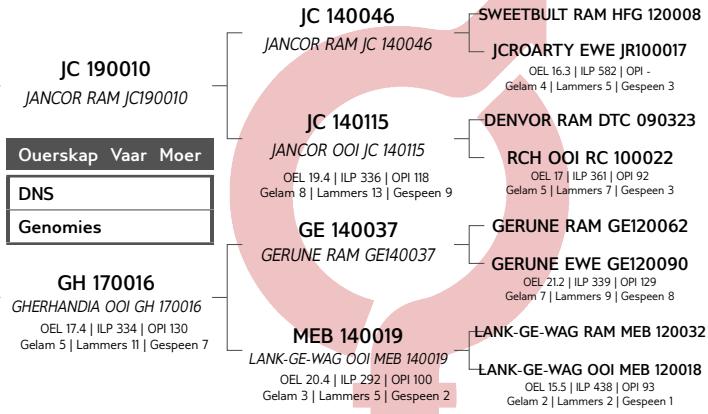 JC 190010
JANCOR RAM JC190010
Ouerskap Vaar Moer
DNS
Genomies
GH 170016
GHERHANDIA OOI GH 170016
OEL 17.4 | ILP 334 | OPI 130
Gelam 5 | Lammers 11 | Gespeen 7
JC 140046
JANCOR RAM JC 140046
JC 140115
JANCOR OOI JC 140115
OEL 19.4 | ILP 336 | OPI 118
Gelam 8 | Lammers 13 | Gespeen 9
GE 140037
GERUNE RAM GE140037
MEB 140019
LANK-GE-WAG OOI MEB 140019
OEL 20.4 | ILP 292 | OPI 100
Gelam 3 | Lammers 5 | Gespeen 2
SWEETBULT RAM HFG 120008
JCROARTY EWE JR100017
OEL 16.3 | ILP 582 | OPI -
Gelam 4 | Lammers 5 | Gespeen 3
DENVOR RAM DTC 090323
RCH OOI RC 100022
OEL 17 | ILP 361 | OPI 92
Gelam 5 | Lammers 7 | Gespeen 3
GERUNE RAM GE120062
GERUNE EWE GE120090
OEL 21.2 | ILP 339 | OPI 129
Gelam 7 | Lammers 9 | Gespeen 8
LANK-GE-WAG RAM MEB 120032
LANK-GE-WAG OOI MEB 120018
OEL 15.5 | ILP 438 | OPI 93
Gelam 2 | Lammers 2 | Gespeen 1